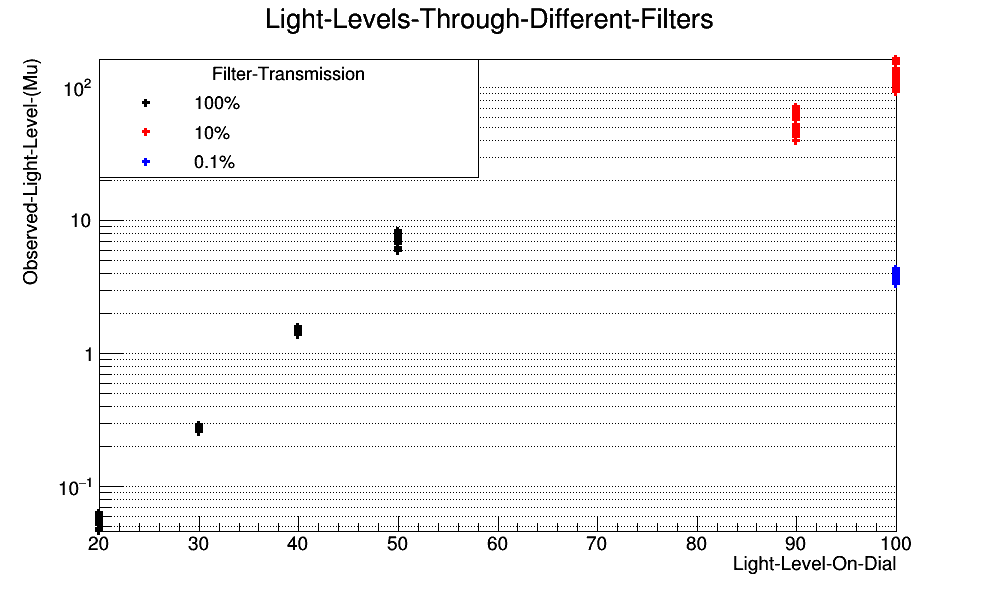 Light-Levels-Through-Different-Filters
Observed-Light-Level-(Mu)
Filter-Transmission
100%
10%
0.1%
10²
10
1
10⁻¹
20 30 40 50 60 70 80 90 100
Light-Level-On-Dial